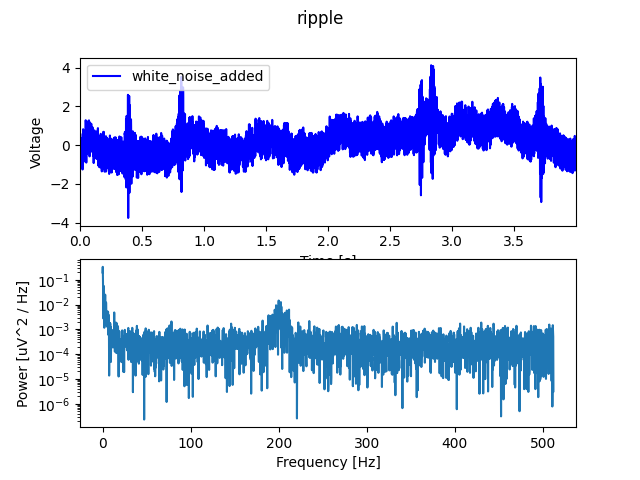 ripple
white_noise_added
Voltage
4
2
0
−2
−4
0.0 0.5 1.0 1.5 2.0 2.5 3.0 3.5
Time [s]
Power [uV^2 / Hz]
10^−1
10^−2
10^−3
10^−4
10^−5
10^−6
0 100 200 300 400 500
Frequency [Hz]